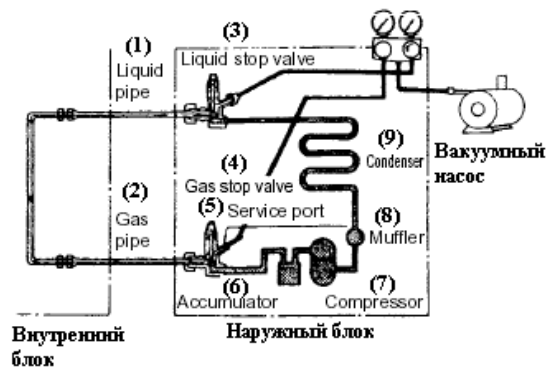 (1)
Liquid
pipe
(3)
Liquid stop valve
(9)
Condenser
Вакуумный
насос
(2)
Gas
pipe
(4)
Gas stop valve
(5) Service port
(8)
Muffler
(6)
Accumulator
(7)
Compressor
Внутренний
блок
Наружный блок